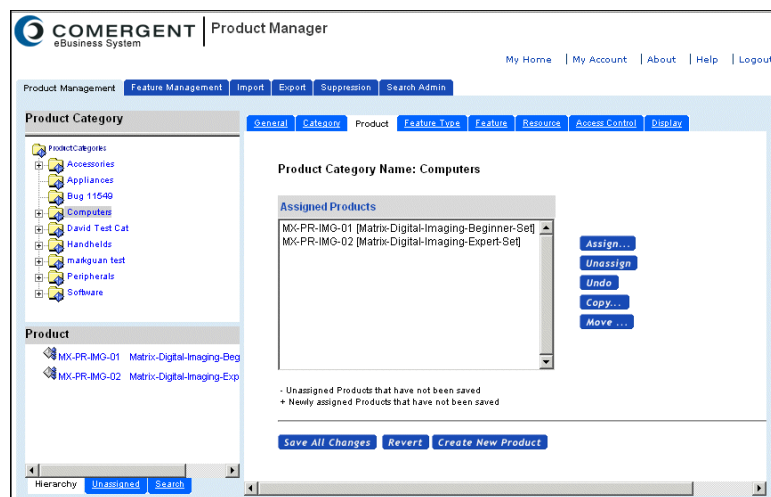 COMERGENT
eBusiness System
Product Manager
My Home | My Account | About | Help | Logout
Product Management Feature Management Import Export Suppression Search Admin
Product Category
ProductCategories
Accessories
Appliances
Bug 11549
Computers
David Test Cat
Handhelds
markguan test
Peripherals
Software
Product
MX-PR-IMG-01 Matrix-Digital-Imaging-Beg
MX-PR-IMG-02 Matrix-Digital-Imaging-Exp
Hierarchy Unassigned Search
General Category Product Feature Type Feature Resource Access Control Display
Product Category Name: Computers
Assigned Products
MX-PR-IMG-01 [Matrix-Digital-Imaging-Beginner-Set]
MX-PR-IMG-02 [Matrix-Digital-Imaging-Expert-Set]
Assign...
Unassign
Undo
Copy...
Move ...
- Unassigned Products that have not been saved
+ Newly assigned Products that have not been saved
Save All Changes Revert Create New Product